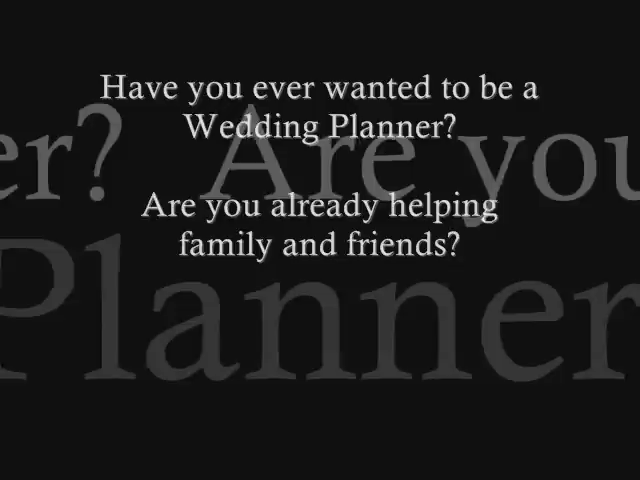 Have you ever wanted to be a
Wedding Planner?
er? Are you
Are you already helping
family and friends?
Planner